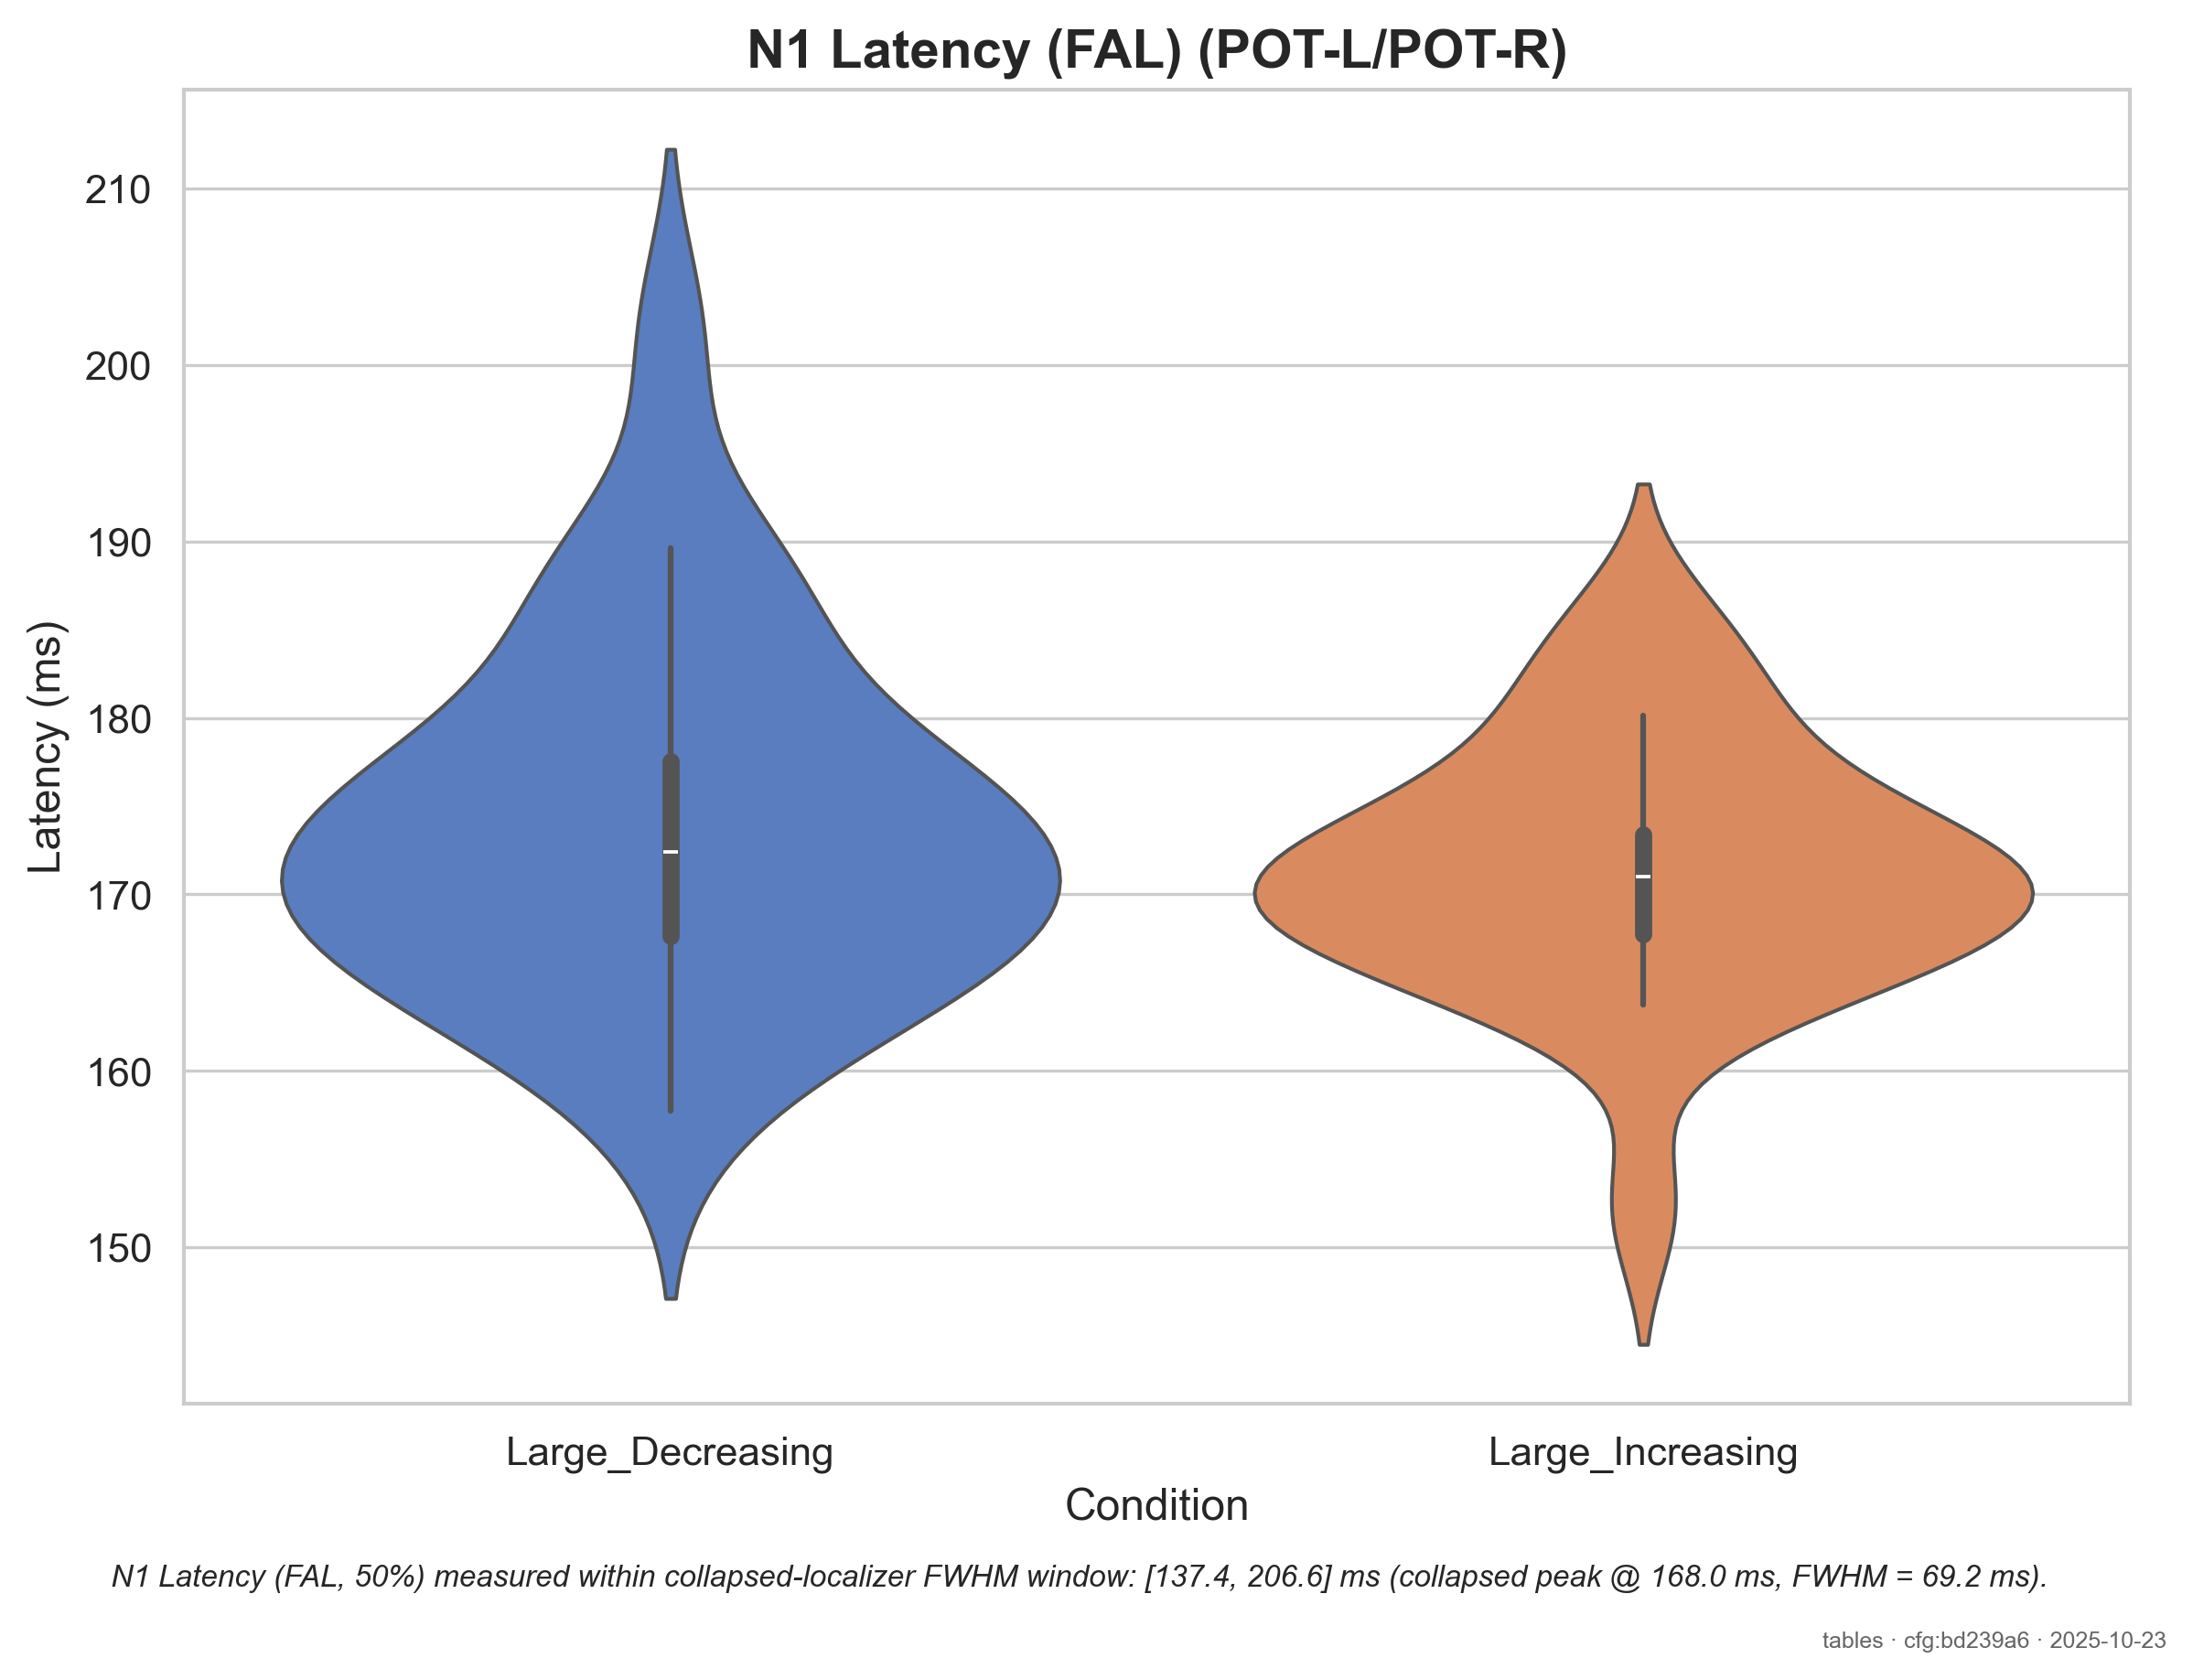 N1 Latency (FAL) (POT-L/POT-R)
Latency (ms)
210
200
190
180
170
160
150
Large_Decreasing
Large_Increasing
Condition
N1 Latency (FAL, 50%) measured within collapsed-localizer FWHM window: [137.4, 206.6] ms (collapsed peak @ 168.0 ms, FWHM = 69.2 ms).
tables · cfg:bd239a6 · 2025-10-23